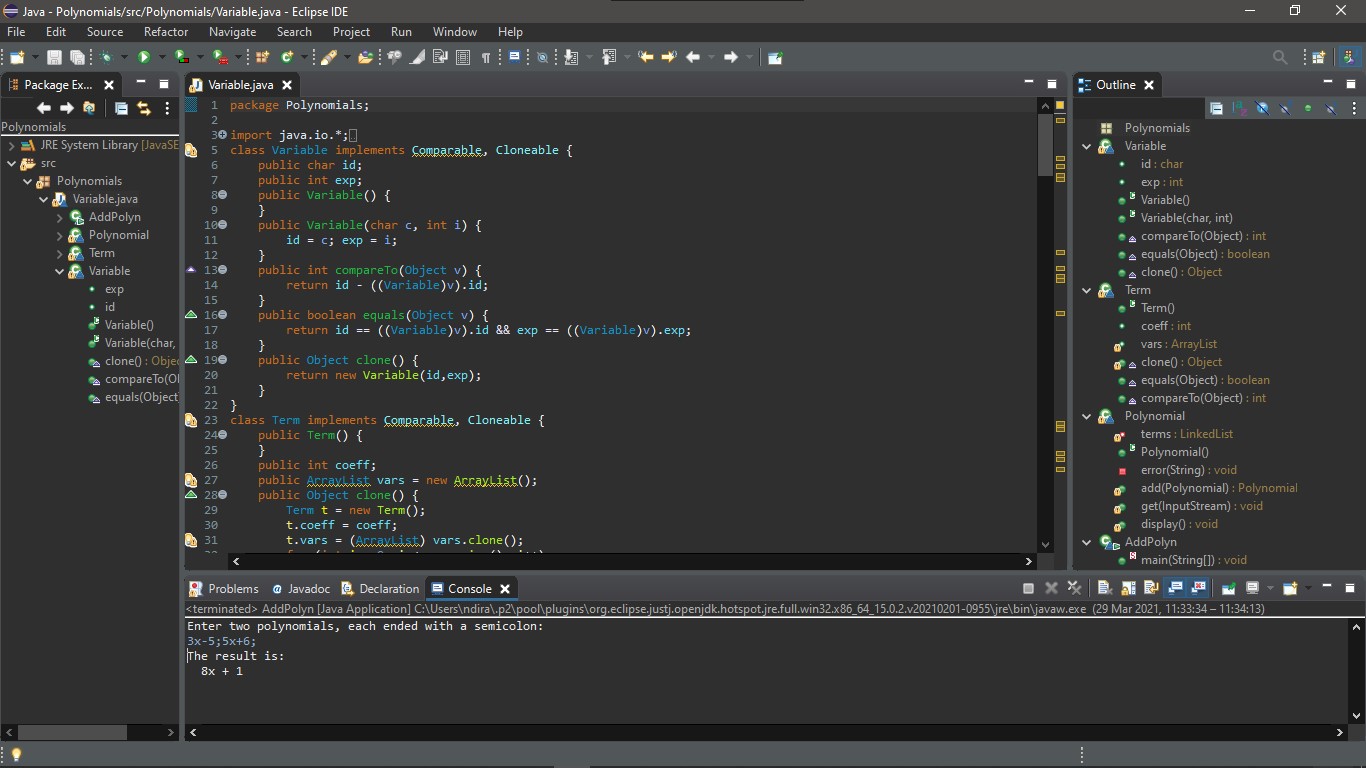 Java - Polynomials/src/Polynomials/Variable.java - Eclipse IDE
File Edit Source Refactor Navigate Search Project Run Window Help
Package Ex...
Polynomials
JRE System Library [JavaSE
src
Polynomials
Variable.java
AddPolyn
Polynomial
Term
Variable
exp
id
Variable()
Variable(char,
clone() : Objec
compareTo(Ob
equals(Object
Variable.java
1 package Polynomials;
2
3 import java.io.*;
5 class Variable implements Comparable, Cloneable {
6 public char id;
7 public int exp;
8 public Variable() {
9 }
10 public Variable(char c, int i) {
11 id = c; exp = i;
12 }
13 public int compareTo(Object v) {
14 return id - ((Variable)v).id;
15 }
16 public boolean equals(Object v) {
17 return id == ((Variable)v).id && exp == ((Variable)v).exp;
18 }
19 public Object clone() {
20 return new Variable(id,exp);
21 }
22 }
23 class Term implements Comparable, Cloneable {
24 public Term() {
25 }
26 public int coeff;
27 public ArrayList vars = new ArrayList();
28 public Object clone() {
29 Term t = new Term();
30 t.coeff = coeff;
31 t.vars = (ArrayList) vars.clone();
Outline
Polynomials
Variable
id : char
exp : int
Variable()
Variable(char, int)
compareTo(Object) : int
equals(Object) : boolean
clone() : Object
Term
Term()
coeff : int
vars : ArrayList
clone() : Object
equals(Object) : boolean
compareTo(Object) : int
Polynomial
terms : LinkedList
Polynomial()
error(String) : void
add(Polynomial) : Polynomial
get(InputStream) : void
display() : void
AddPolyn
main(String[]) : void
Problems Javadoc Declaration Console
<terminated> AddPolyn [Java Application] C:\Users\ndira\.p2\pool\plugins\org.eclipse.justj.openjdk.hotspot.jre.full.win32.x86_64_15.0.2.v20210201-0955\jre\bin\javaw.exe (29 Mar 2021, 11:33:34 – 11:34:13)
Enter two polynomials, each ended with a semicolon:
3x-5;5x+6;
The result is:
8x + 1